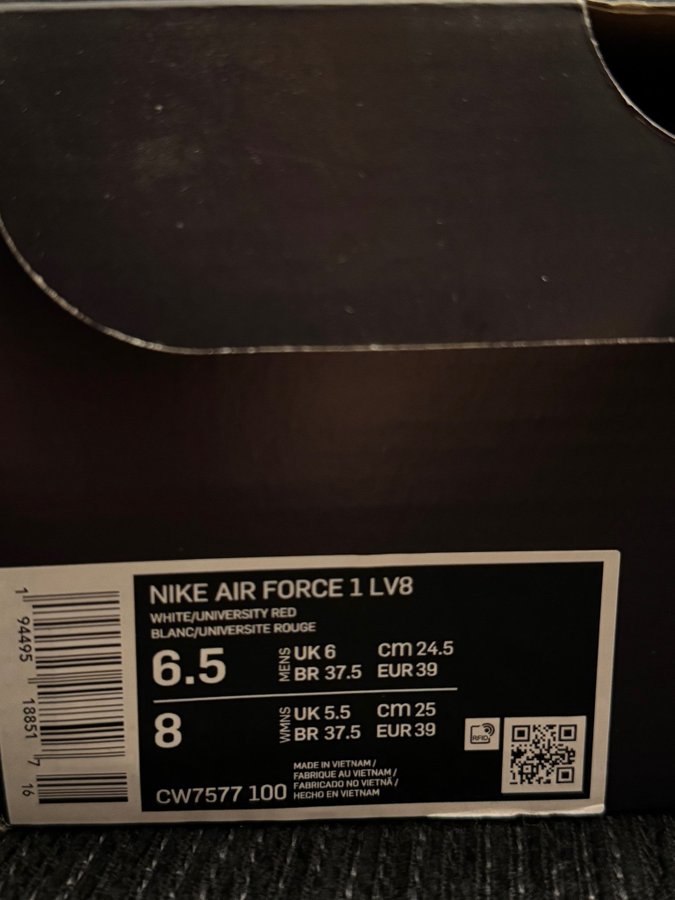 NIKE AIR FORCE 1 LV8
WHITE/UNIVERSITY RED
BLANC/UNIVERSITE ROUGE
6.5 MENS UK 6 cm 24.5
BR 37.5 EUR 39
8 WMNS UK 5.5 cm 25
BR 37.5 EUR 39
RFID
MADE IN VIETNAM /
FABRIQUE AU VIETNAM /
FABRICADO NO VIETNÃ /
HECHO EN VIETNAM
CW7577 100
1 94495 18851 7 16